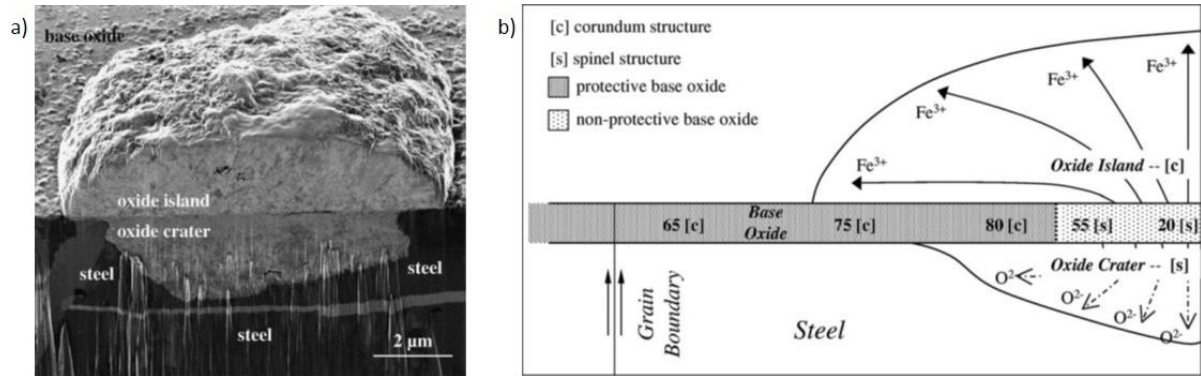 a)
base oxide
oxide island
oxide crater
steel
steel
steel
2 µm
b)
[c] corundum structure
[s] spinel structure
protective base oxide
non-protective base oxide
Fe³⁺
Fe³⁺
Fe³⁺
Fe³⁺
Oxide Island -- [c]
65 [c]
Base Oxide
75 [c]
80 [c]
55 [s]
20 [s]
Oxide Crater -- [s]
O²⁻
O²⁻
O²⁻
O²⁻
Grain
Boundary
Steel